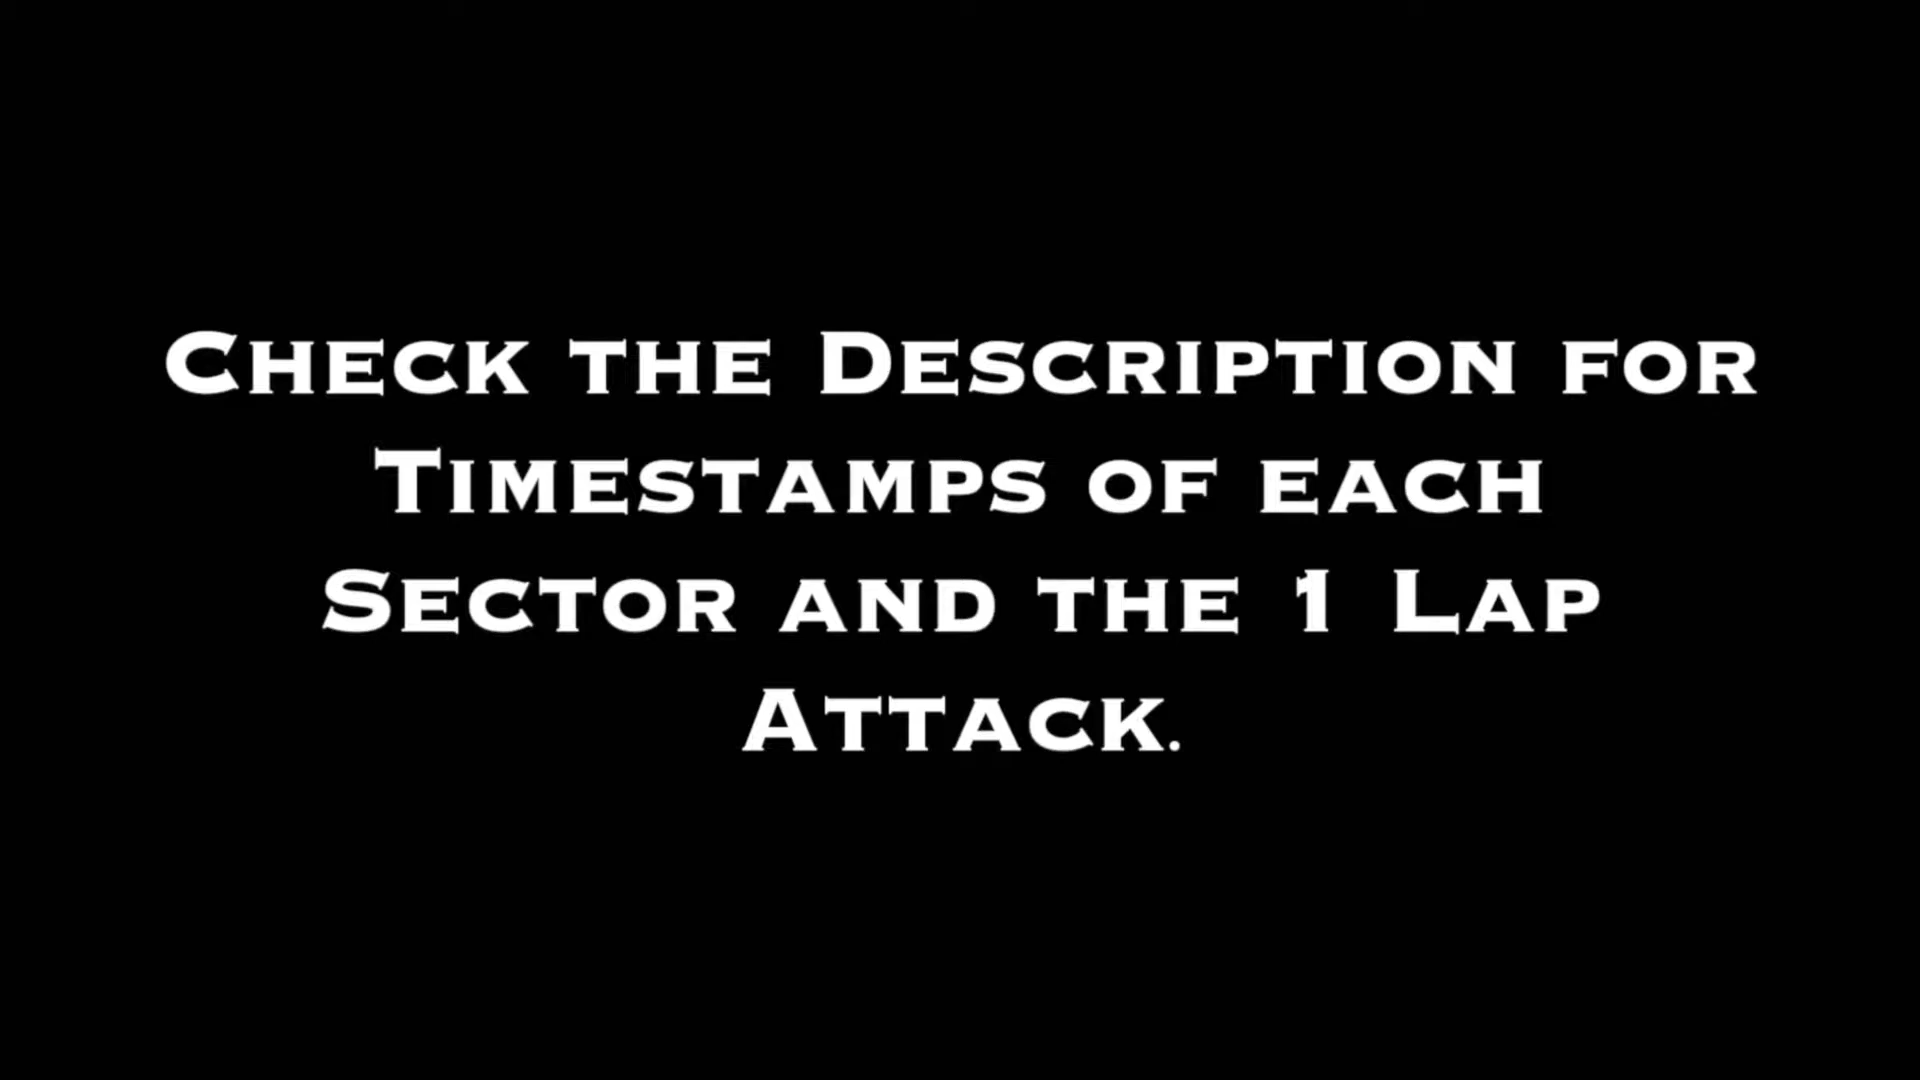 Check the Description for
Timestamps of each
Sector and the 1 Lap
Attack.